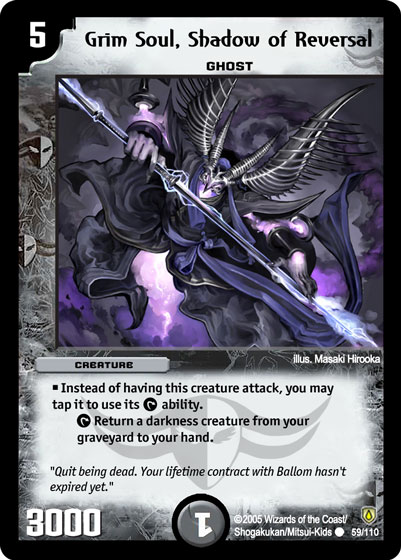 5
Grim Soul, Shadow of Reversal
GHOST
illus. Masaki Hirooka
CREATURE
▪ Instead of having this creature attack, you may
tap it to use its ability.
Return a darkness creature from your
graveyard to your hand.
"Quit being dead. Your lifetime contract with Ballom hasn't
expired yet."
3000
1
©2005 Wizards of the Coast/
Shogakukan/Mitsui-Kids ● 59/110